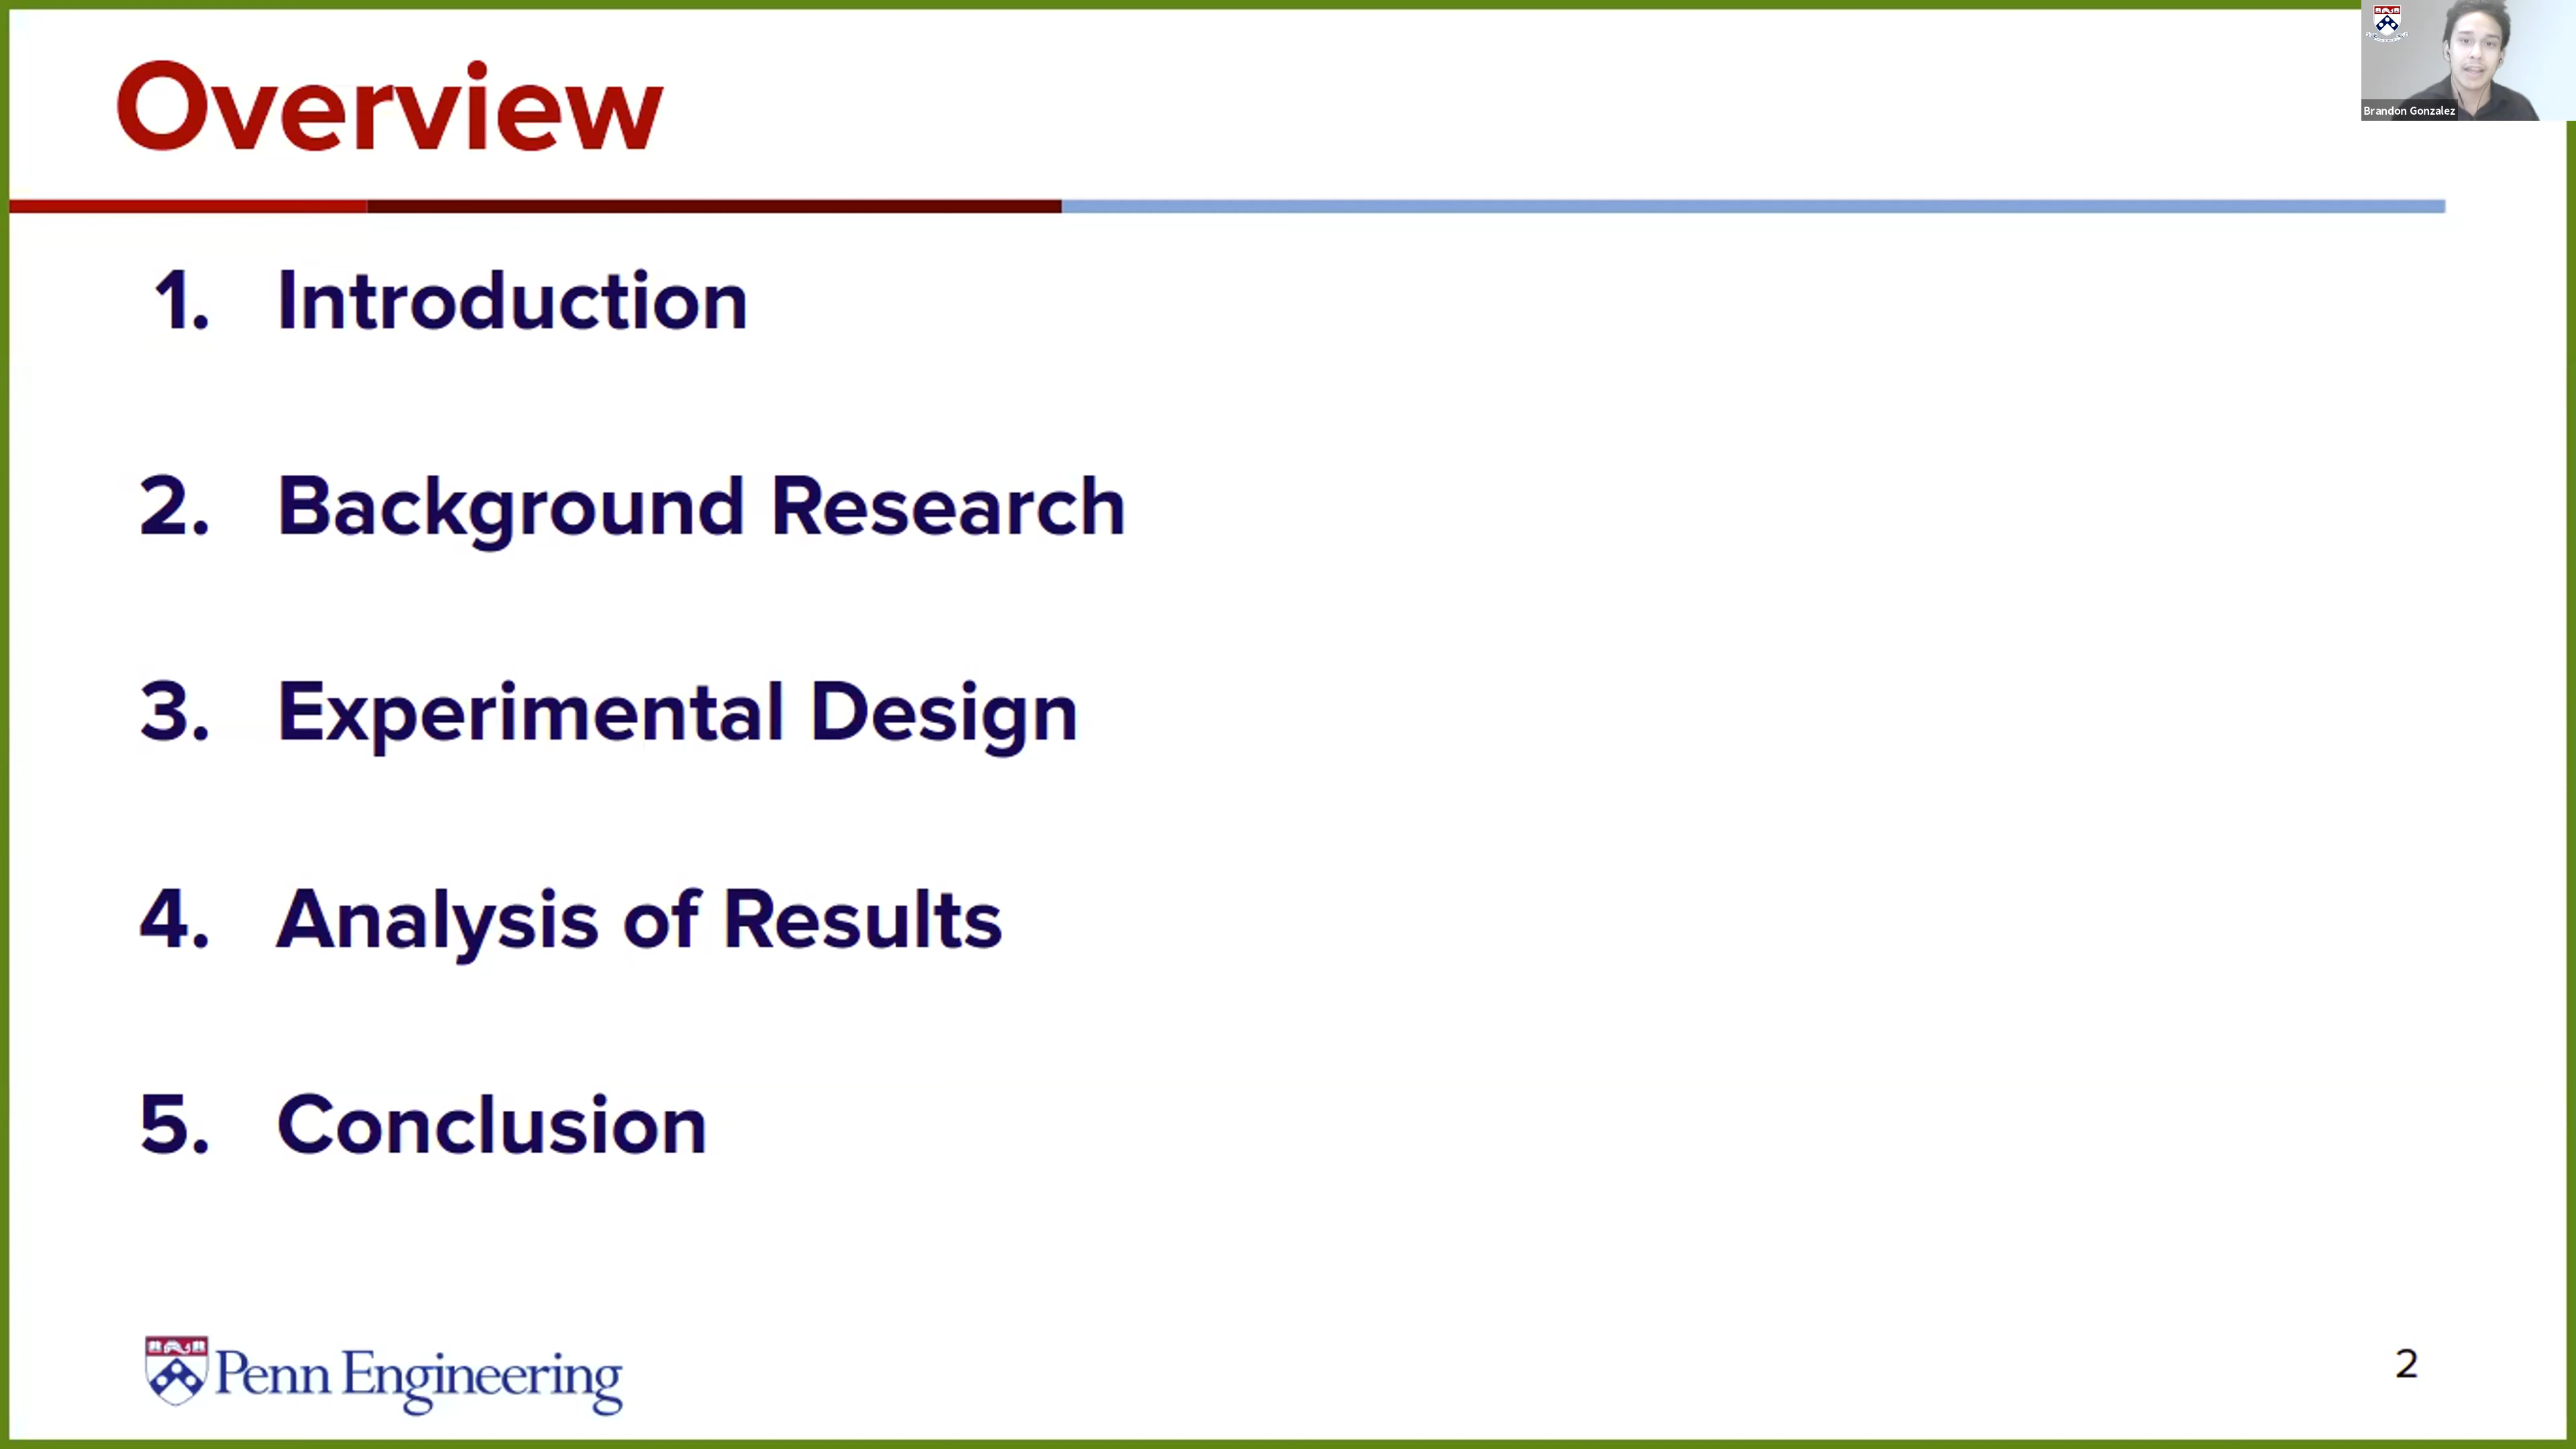 Overview
Brandon Gonzalez
1. Introduction
2. Background Research
3. Experimental Design
4. Analysis of Results
5. Conclusion
Penn Engineering
2